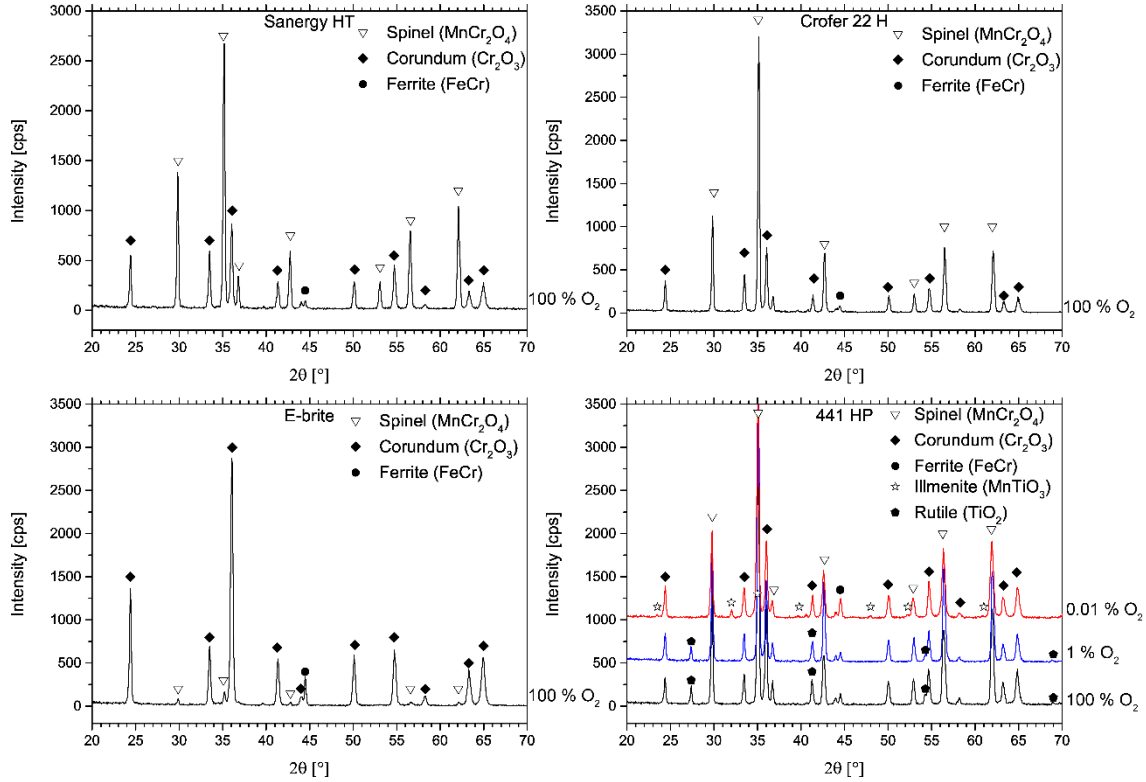 Sanergy HT
Spinel (MnCr2O4)
Corundum (Cr2O3)
Ferrite (FeCr)
Intensity [cps]
3000
2500
2000
1500
1000
500
0
100 % O2
20 25 30 35 40 45 50 55 60 65 70
2θ [°]
Crofer 22 H
Spinel (MnCr2O4)
Corundum (Cr2O3)
Ferrite (FeCr)
Intensity [cps]
3500
3000
2500
2000
1500
1000
500
0
100 % O2
20 25 30 35 40 45 50 55 60 65 70
2θ [°]
E-brite
Spinel (MnCr2O4)
Corundum (Cr2O3)
Ferrite (FeCr)
Intensity [cps]
3500
3000
2500
2000
1500
1000
500
0
100 % O2
20 25 30 35 40 45 50 55 60 65 70
2θ [°]
441 HP
Spinel (MnCr2O4)
Corundum (Cr2O3)
Ferrite (FeCr)
Illmenite (MnTiO3)
Rutile (TiO2)
Intensity [cps]
3500
3000
2500
2000
1500
1000
500
0
0.01 % O2
1 % O2
100 % O2
20 25 30 35 40 45 50 55 60 65 70
2θ [°]